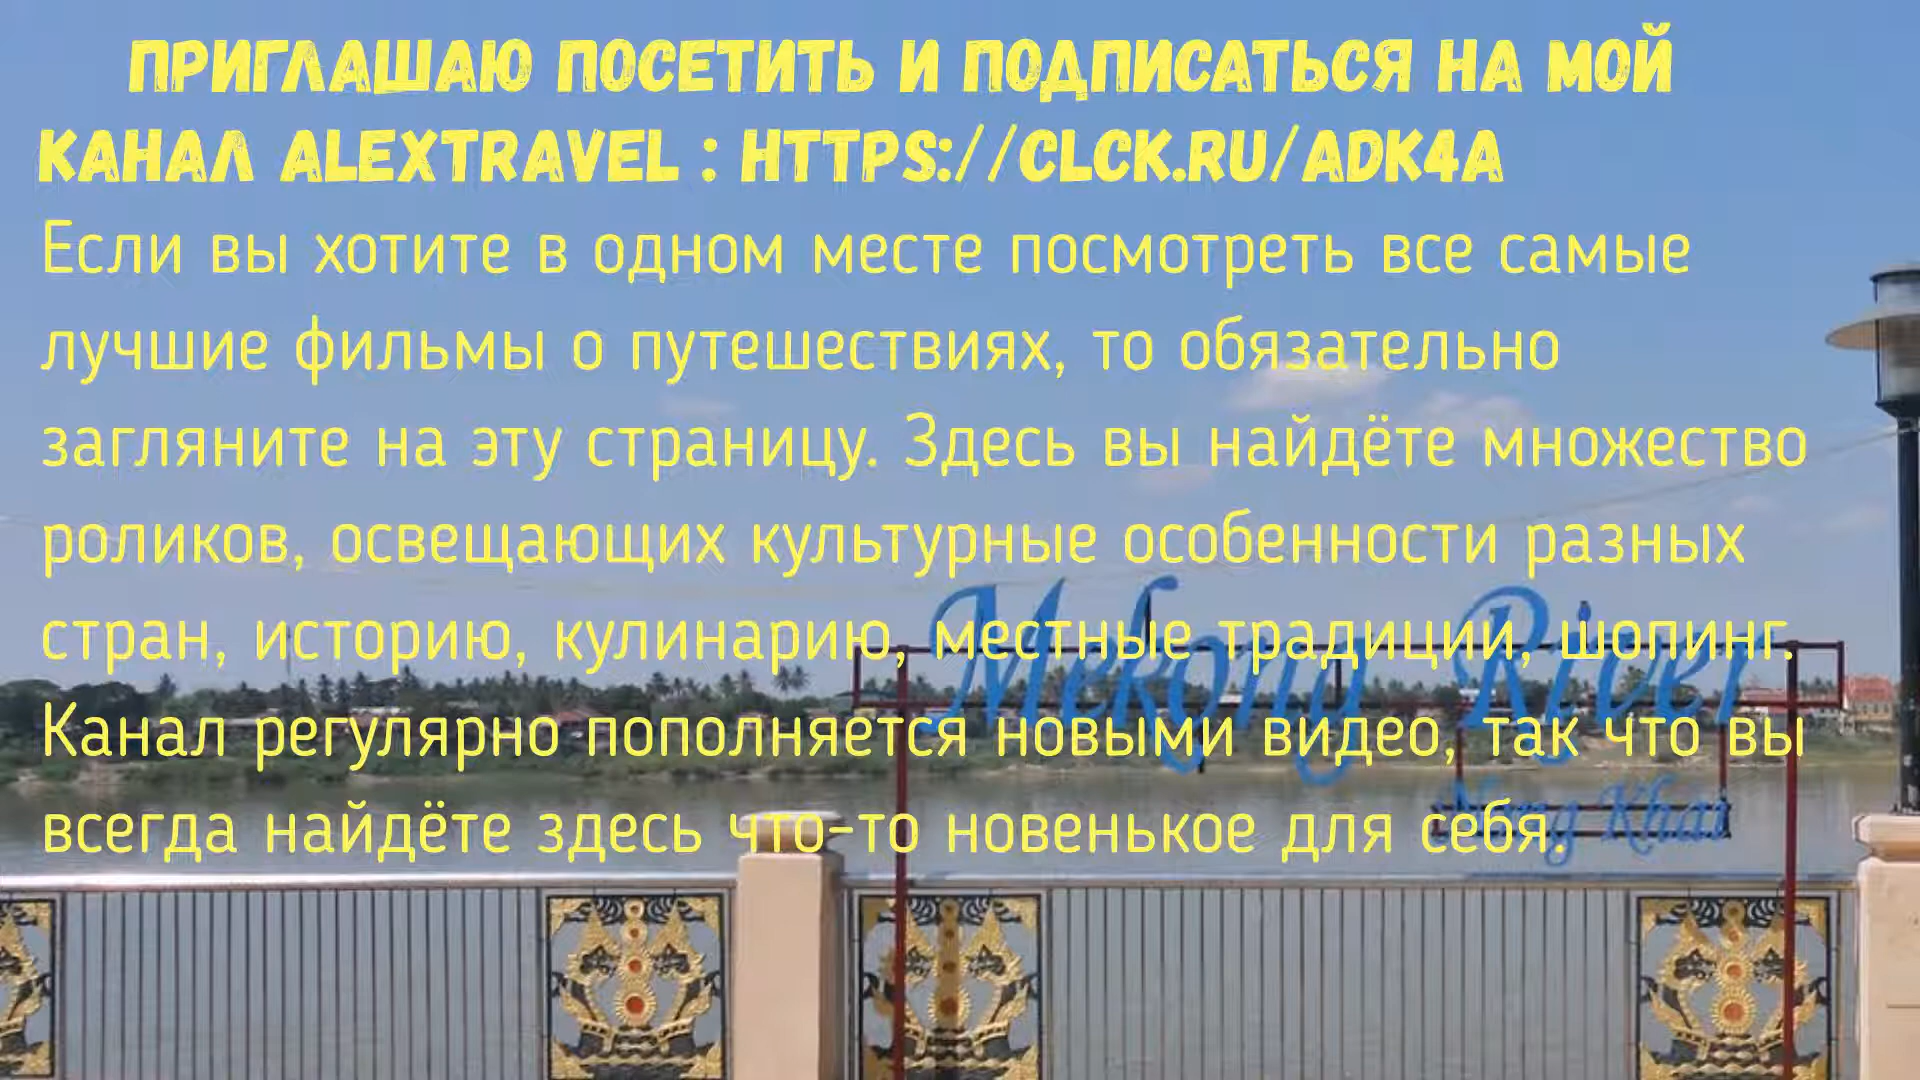 ПРИГЛАШАЮ ПОСЕТИТЬ И ПОДПИСАТЬСЯ НА МОЙ
КАНАЛ ALEXTRAVEL : HTTPS://CLCK.RU/ADK4A
Если вы хотите в одном месте посмотреть все самые
лучшие фильмы о путешествиях, то обязательно
загляните на эту страницу. Здесь вы найдёте множество
роликов, освещающих культурные особенности разных
стран, историю, кулинарию, местные традиции, шопинг.
Канал регулярно пополняется новыми видео, так что вы
всегда найдёте здесь что-то новенькое для себя.
Mekong River
Nong Khai